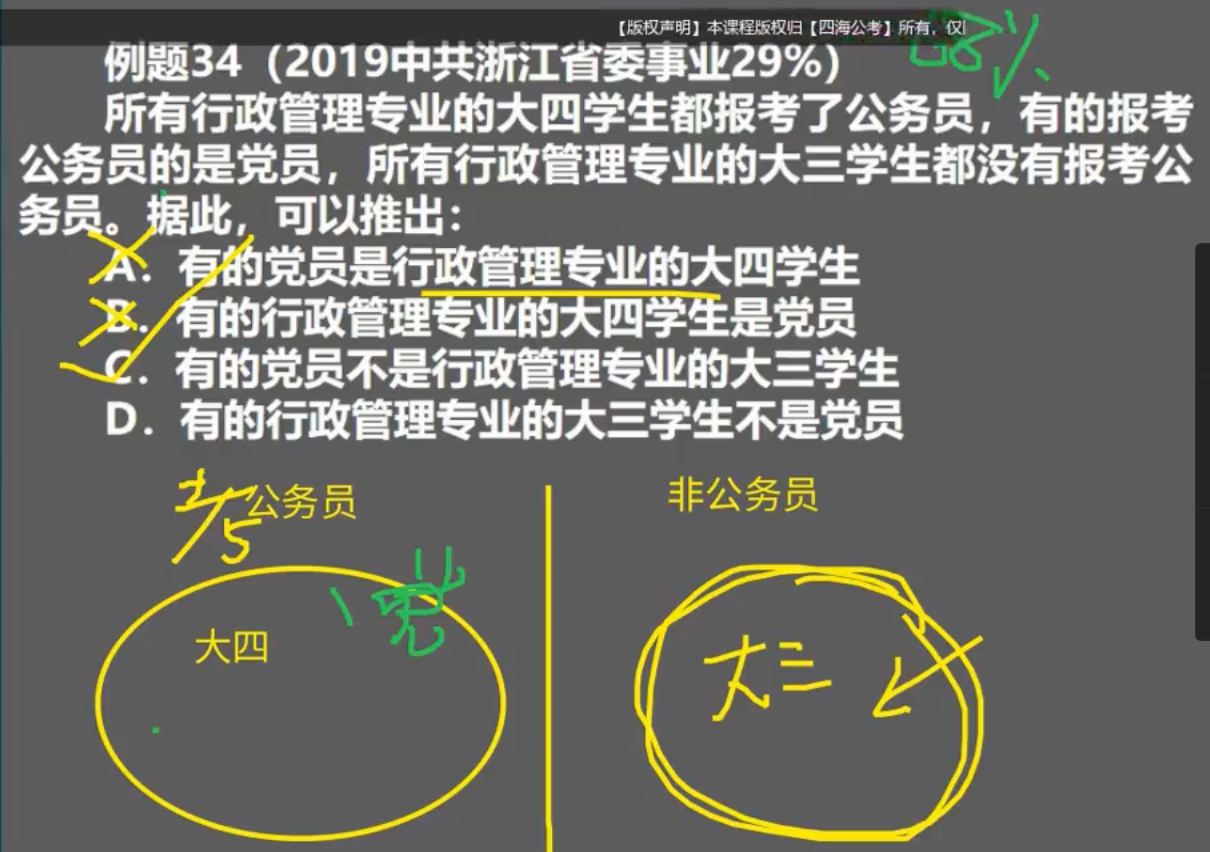 【版权声明】本课程版权归【四海公考】所有，仅
68%
例题34（2019中共浙江省委事业29%）
所有行政管理专业的大四学生都报考了公务员，有的报考
公务员的是党员，所有行政管理专业的大三学生都没有报考公
务员。据此，可以推出：
A．有的党员是行政管理专业的大四学生
B．有的行政管理专业的大四学生是党员
C．有的党员不是行政管理专业的大三学生
D．有的行政管理专业的大三学生不是党员
考公务员
非公务员
大四
党
大三